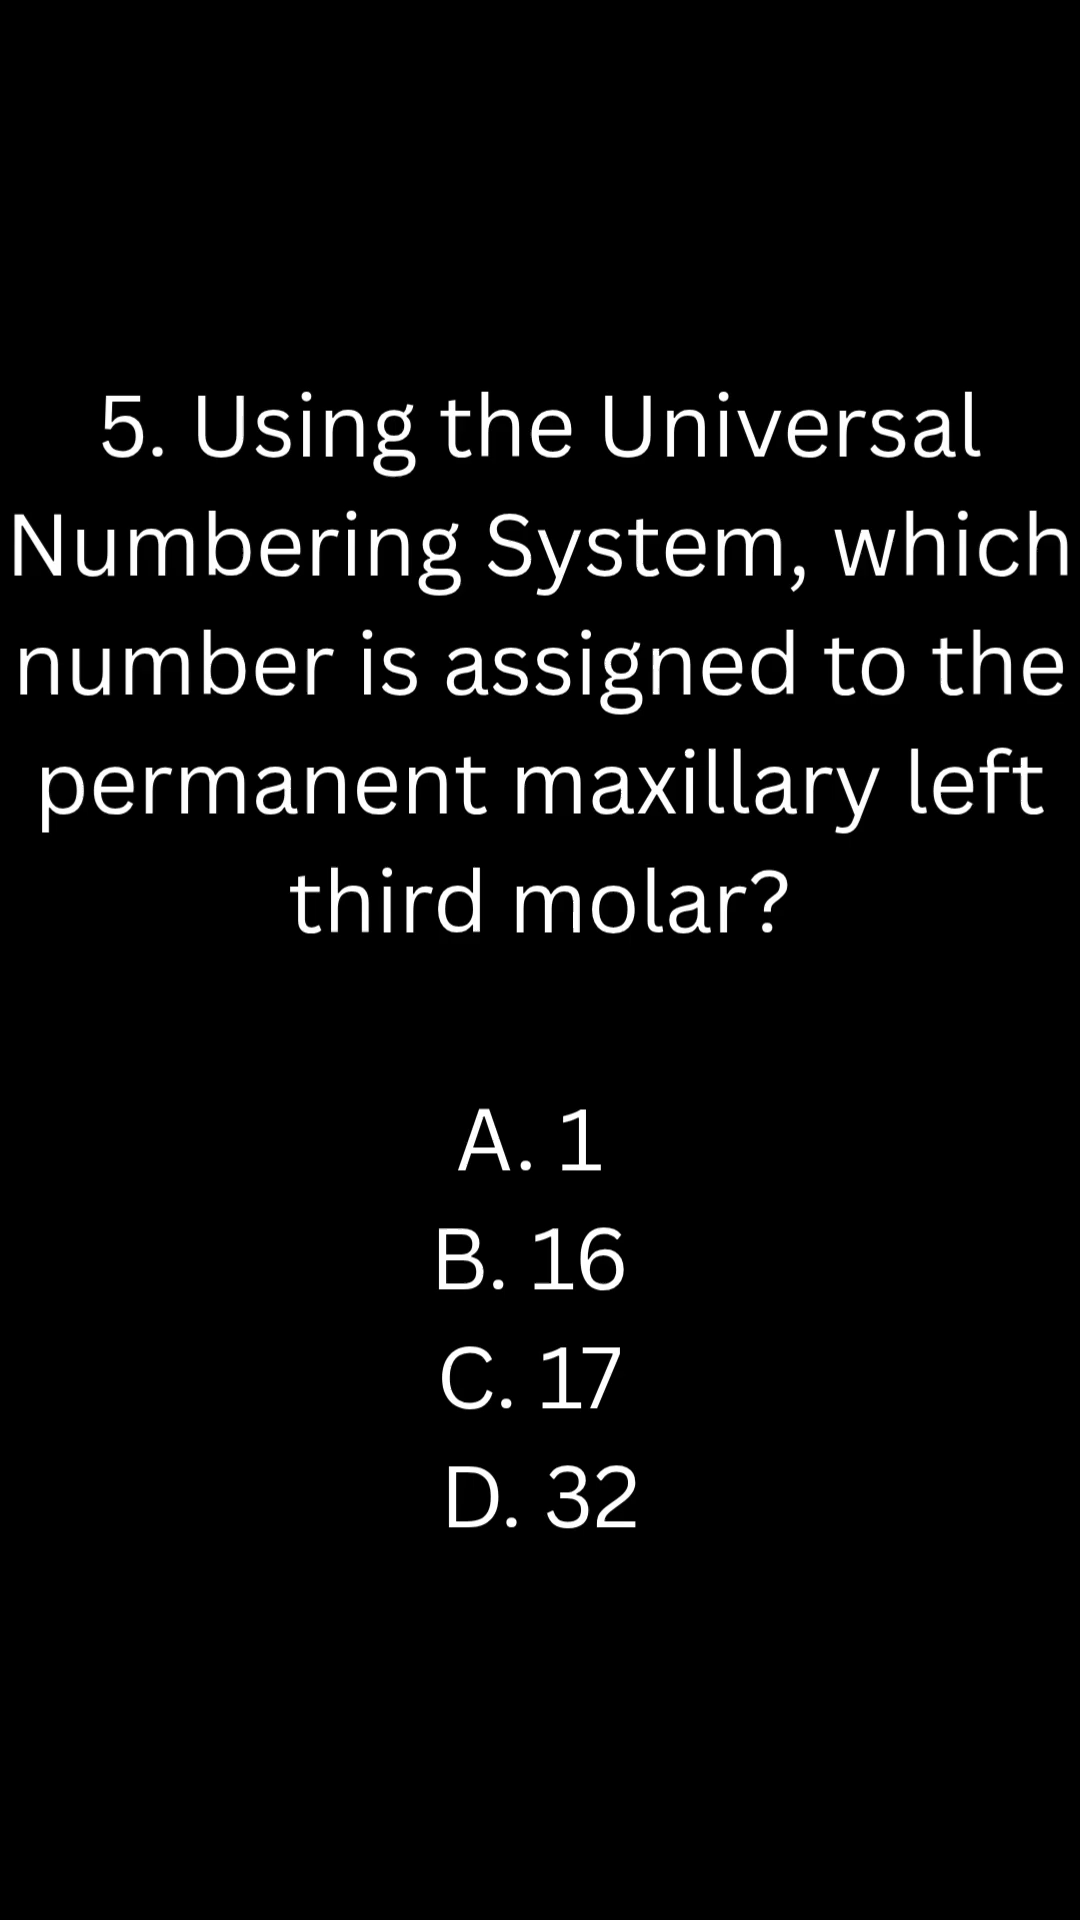 5. Using the Universal
Numbering System, which
number is assigned to the
permanent maxillary left
third molar?
A. 1
B. 16
C. 17
D. 32